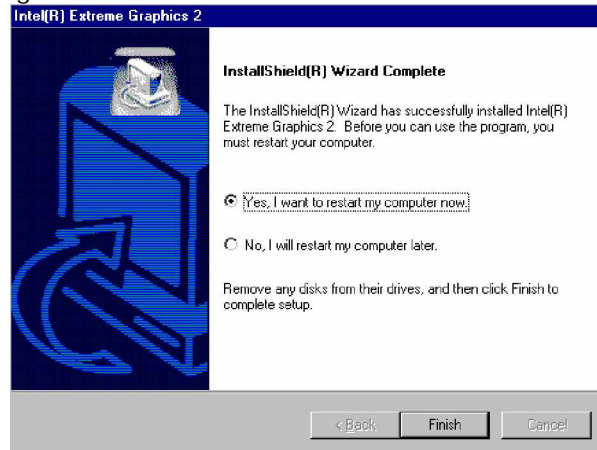 Intel(R) Extreme Graphics 2
InstallShield(R) Wizard Complete
The InstallShield(R) Wizard has successfully installed Intel(R)
Extreme Graphics 2. Before you can use the program, you
must restart your computer.
Yes, I want to restart my computer now.
No, I will restart my computer later.
Remove any disks from their drives, and then click Finish to
complete setup.
< Back
Finish
Cancel